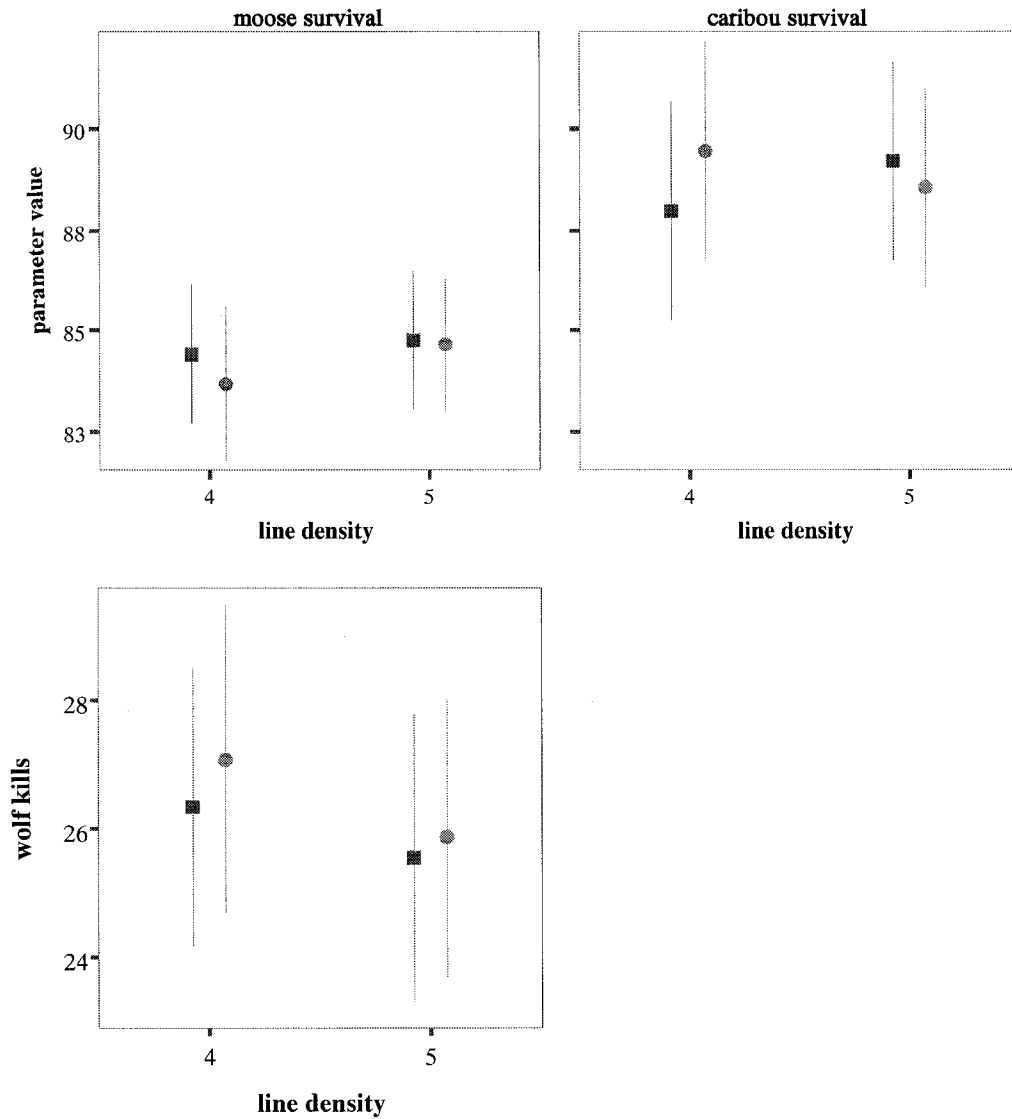 moose survival
caribou survival
parameter value
90
88
85
83
4
5
4
5
line density
line density
wolf kills
28
26
24
4
5
line density